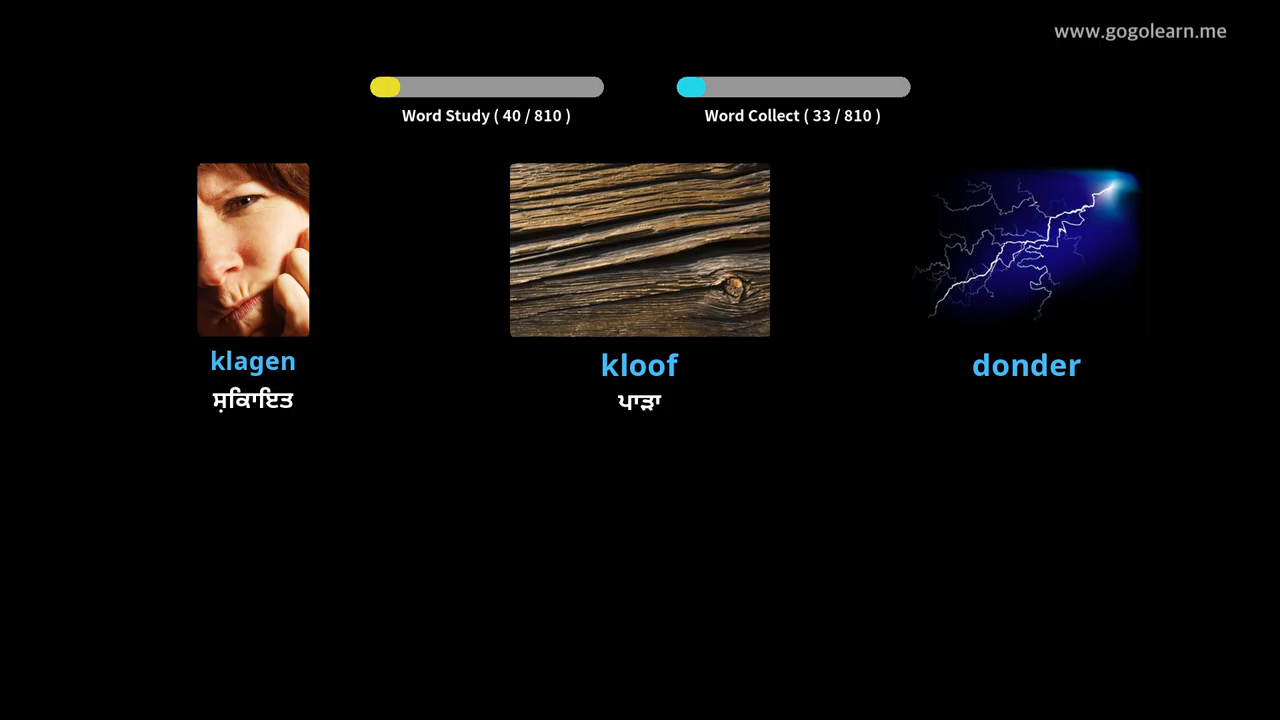 www.gogolearn.me
Word Study ( 40 / 810 )
Word Collect ( 33 / 810 )
klagen
kloof
donder
ਸ਼ਿਕਾਇਤ
ਪਾੜਾ